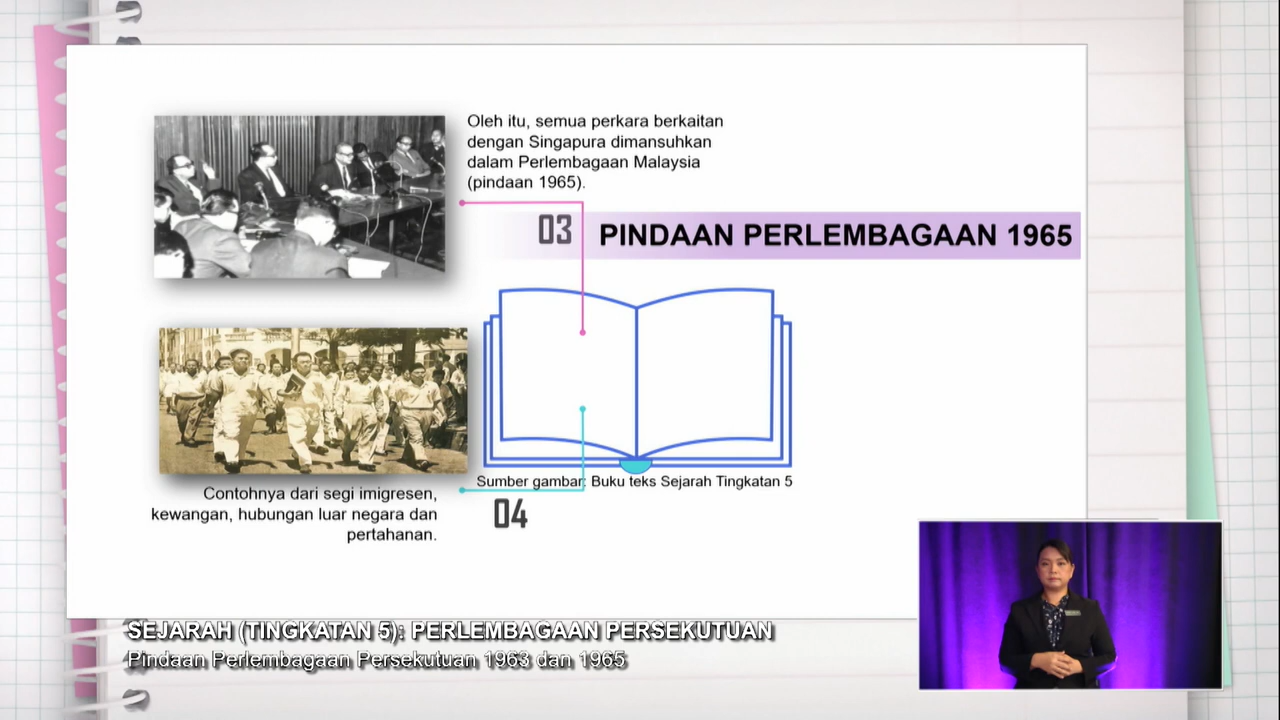 Oleh itu, semua perkara berkaitan
dengan Singapura dimansuhkan
dalam Perlembagaan Malaysia
(pindaan 1965).
03
PINDAAN PERLEMBAGAAN 1965
Sumber gambar: Buku teks Sejarah Tingkatan 5
Contohnya dari segi imigresen,
kewangan, hubungan luar negara dan
pertahanan.
04
SEJARAH (TINGKATAN 5): PERLEMBAGAAN PERSEKUTUAN
Pindaan Perlembagaan Persekutuan 1963 dan 1965